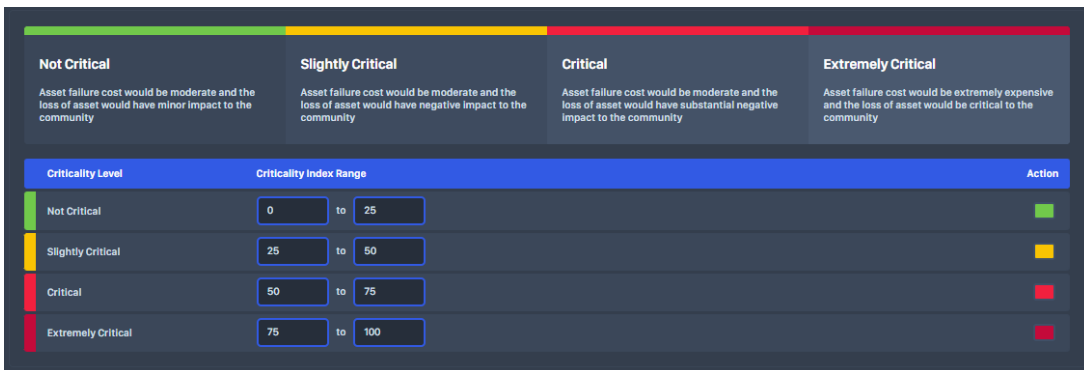 Not Critical
Asset failure cost would be moderate and the
loss of asset would have minor impact to the
community
Slightly Critical
Asset failure cost would be moderate and the
loss of asset would have negative impact to the
community
Critical
Asset failure cost would be moderate and the
loss of asset would have substantial negative
impact to the community
Extremely Critical
Asset failure cost would be extremely expensive
and the loss of asset would be critical to the
community
Criticality Level Criticality Index Range Action
Not Critical 0 to 25
Slightly Critical 25 to 50
Critical 50 to 75
Extremely Critical 75 to 100